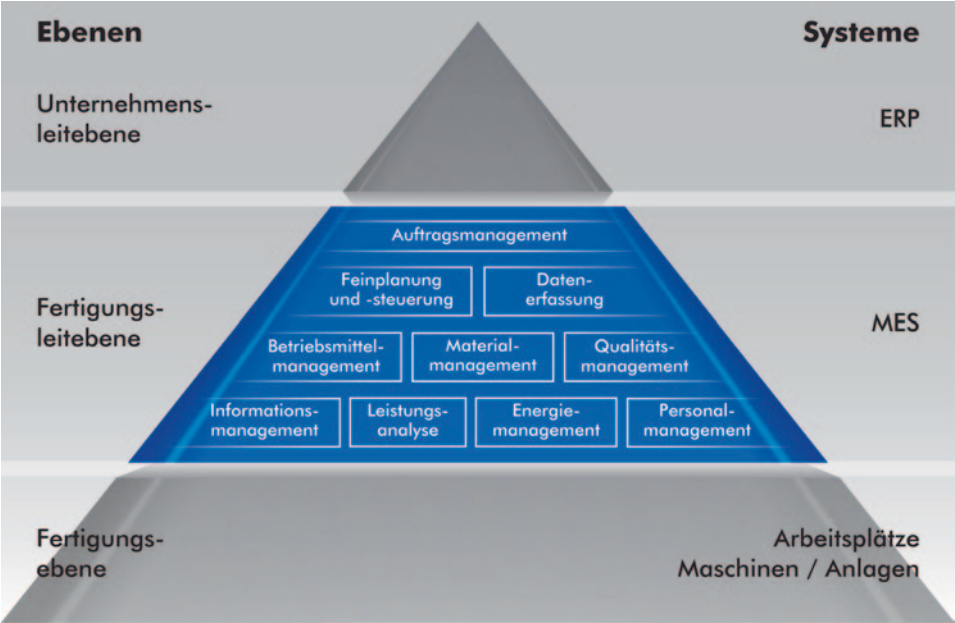 Ebenen
Systeme
Unternehmens-
leitebene
ERP
Auftragsmanagement
Feinplanung
und -steuerung
Daten-
erfassung
Fertigungs-
leitebene
MES
Betriebsmittel-
management
Material-
management
Qualitäts-
management
Informations-
management
Leistungs-
analyse
Energie-
management
Personal-
management
Fertigungs-
ebene
Arbeitsplätze
Maschinen / Anlagen